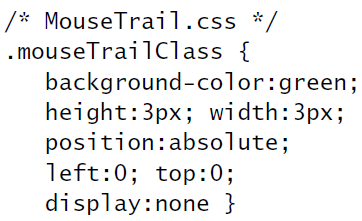 /* MouseTrail.css */
.mouseTrailClass {
   background-color:green;
   height:3px; width:3px;
   position:absolute;
   left:0; top:0;
   display:none }